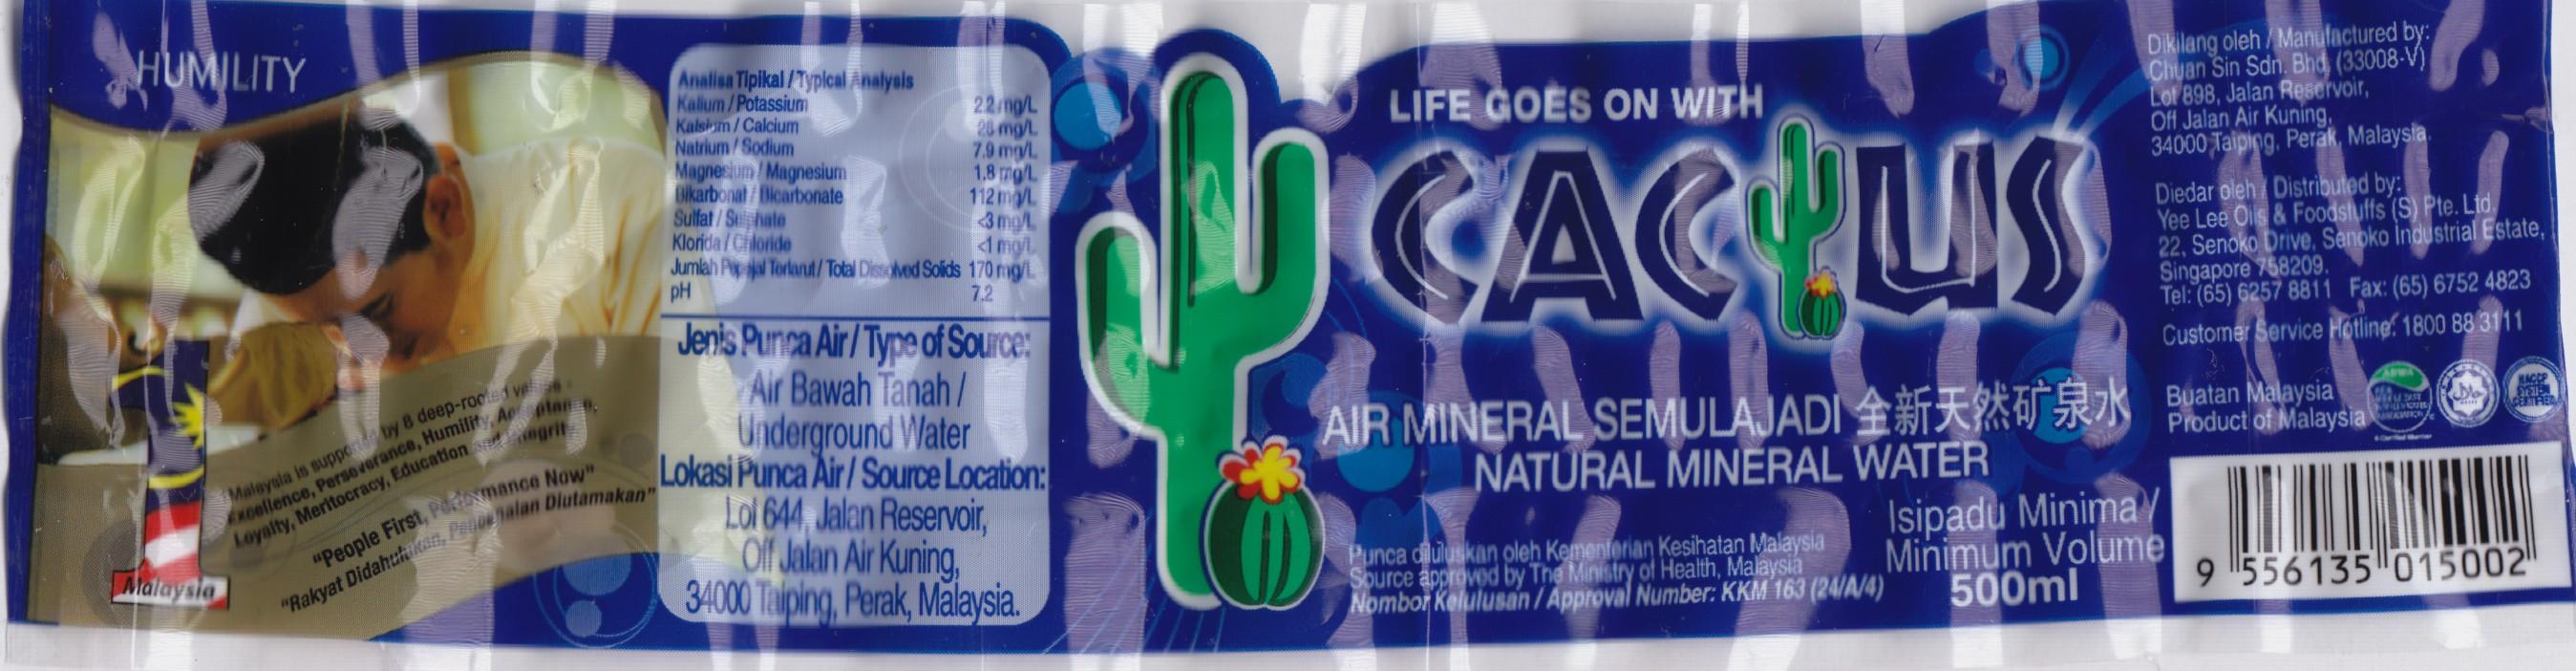 HUMILITY
1
Malaysia
Malaysia is supported by 8 deep-rooted values -
Excellence, Perseverance, Humility, Acceptance,
Loyalty, Meritocracy, Education and Integrity
"People First, Performance Now"
"Rakyat Didahulukan, Pencapaian Diutamakan"
Analisa Tipikal / Typical Analysis
Kalium / Potassium 2.2 mg/L
Kalsium / Calcium 28 mg/L
Natrium / Sodium 7.9 mg/L
Magnesium / Magnesium 1.8 mg/L
Bikarbonat / Bicarbonate 112 mg/L
Sulfat / Sulphate <3 mg/L
Klorida / Chloride <1 mg/L
Jumlah Pepejal Terlarut / Total Dissolved Solids 170 mg/L
pH 7.2
Jenis Punca Air / Type of Source:
Air Bawah Tanah /
Underground Water
Lokasi Punca Air / Source Location:
Lot 644, Jalan Reservoir,
Off Jalan Air Kuning,
34000 Taiping, Perak, Malaysia.
LIFE GOES ON WITH
CACTUS
AIR MINERAL SEMULAJADI 全新天然矿泉水
NATURAL MINERAL WATER
Isipadu Minima /
Minimum Volume
500ml
Punca diluluskan oleh Kementerian Kesihatan Malaysia
Source approved by The Ministry of Health, Malaysia
Nombor Kelulusan / Approval Number: KKM 163 (24/A/4)
Dikilang oleh / Manufactured by:
Chuan Sin Sdn. Bhd. (33008-V)
Lot 898, Jalan Reservoir,
Off Jalan Air Kuning,
34000 Taiping, Perak, Malaysia.
Diedar oleh / Distributed by:
Yee Lee Oils & Foodstuffs (S) Pte. Ltd.
22, Senoko Drive, Senoko Industrial Estate,
Singapore 758209.
Tel: (65) 6257 8811 Fax: (65) 6752 4823
Customer Service Hotline: 1800 88 3111
Buatan Malaysia
Product of Malaysia
HACCP
SYSTEM
CERTIFIED
9 556135 015002